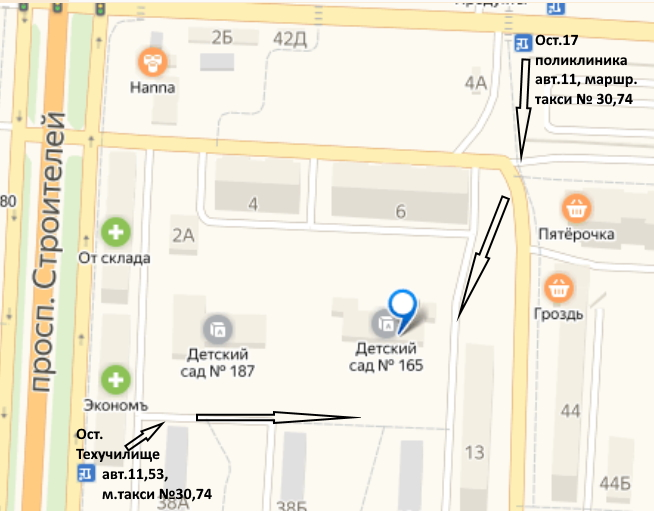 2Б
42Д
Ост.17
поликлиника
авт.11, маршр.
такси № 30,74
4А
Hanna
просп. Строителей
80
4
6
2А
Пятёрочка
От склада
Гроздь
Детский
сад № 187
Детский
сад № 165
Экономъ
44
13
Ост.
Техучилище
авт.11,53,
м.такси №30,74
38А
38Б
44Б